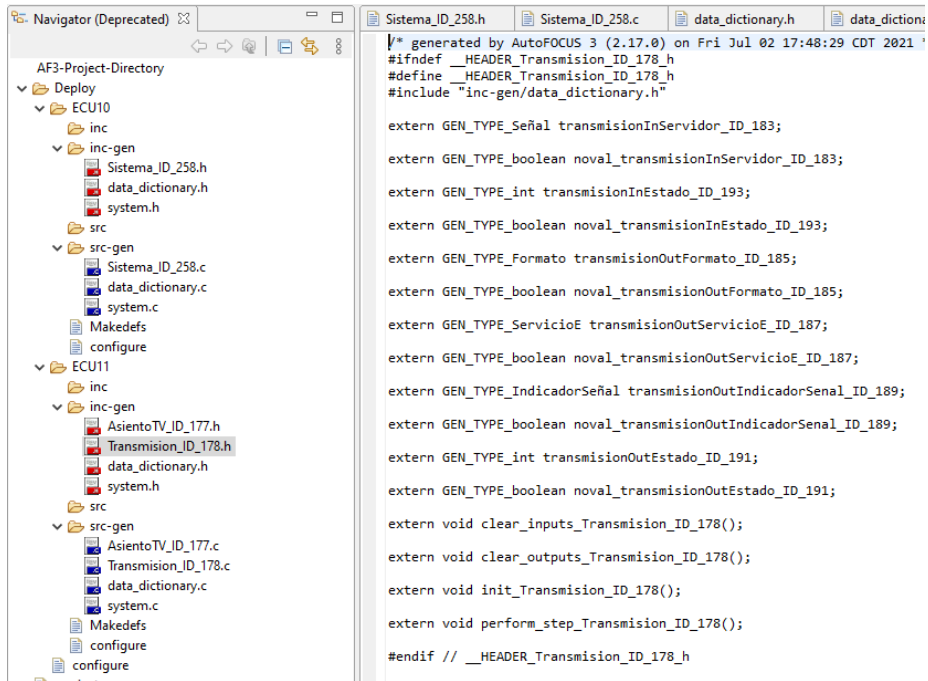 Navigator (Deprecated)
AF3-Project-Directory
Deploy
ECU10
inc
inc-gen
Sistema_ID_258.h
data_dictionary.h
system.h
src
src-gen
Sistema_ID_258.c
data_dictionary.c
system.c
Makedefs
configure
ECU11
inc
inc-gen
AsientoTV_ID_177.h
Transmision_ID_178.h
data_dictionary.h
system.h
src
src-gen
AsientoTV_ID_177.c
Transmision_ID_178.c
data_dictionary.c
system.c
Makedefs
configure
configure
Sistema_ID_258.h Sistema_ID_258.c data_dictionary.h data_dictiona
/* generated by AutoFOCUS 3 (2.17.0) on Fri Jul 02 17:48:29 CDT 2021 *
#ifndef __HEADER_Transmision_ID_178_h
#define __HEADER_Transmision_ID_178_h
#include "inc-gen/data_dictionary.h"
extern GEN_TYPE_Señal transmisionInServidor_ID_183;
extern GEN_TYPE_boolean noval_transmisionInServidor_ID_183;
extern GEN_TYPE_int transmisionInEstado_ID_193;
extern GEN_TYPE_boolean noval_transmisionInEstado_ID_193;
extern GEN_TYPE_Formato transmisionOutFormato_ID_185;
extern GEN_TYPE_boolean noval_transmisionOutFormato_ID_185;
extern GEN_TYPE_ServicioE transmisionOutServicioE_ID_187;
extern GEN_TYPE_boolean noval_transmisionOutServicioE_ID_187;
extern GEN_TYPE_IndicadorSeñal transmisionOutIndicadorSenal_ID_189;
extern GEN_TYPE_boolean noval_transmisionOutIndicadorSenal_ID_189;
extern GEN_TYPE_int transmisionOutEstado_ID_191;
extern GEN_TYPE_boolean noval_transmisionOutEstado_ID_191;
extern void clear_inputs_Transmision_ID_178();
extern void clear_outputs_Transmision_ID_178();
extern void init_Transmision_ID_178();
extern void perform_step_Transmision_ID_178();
#endif // __HEADER_Transmision_ID_178_h